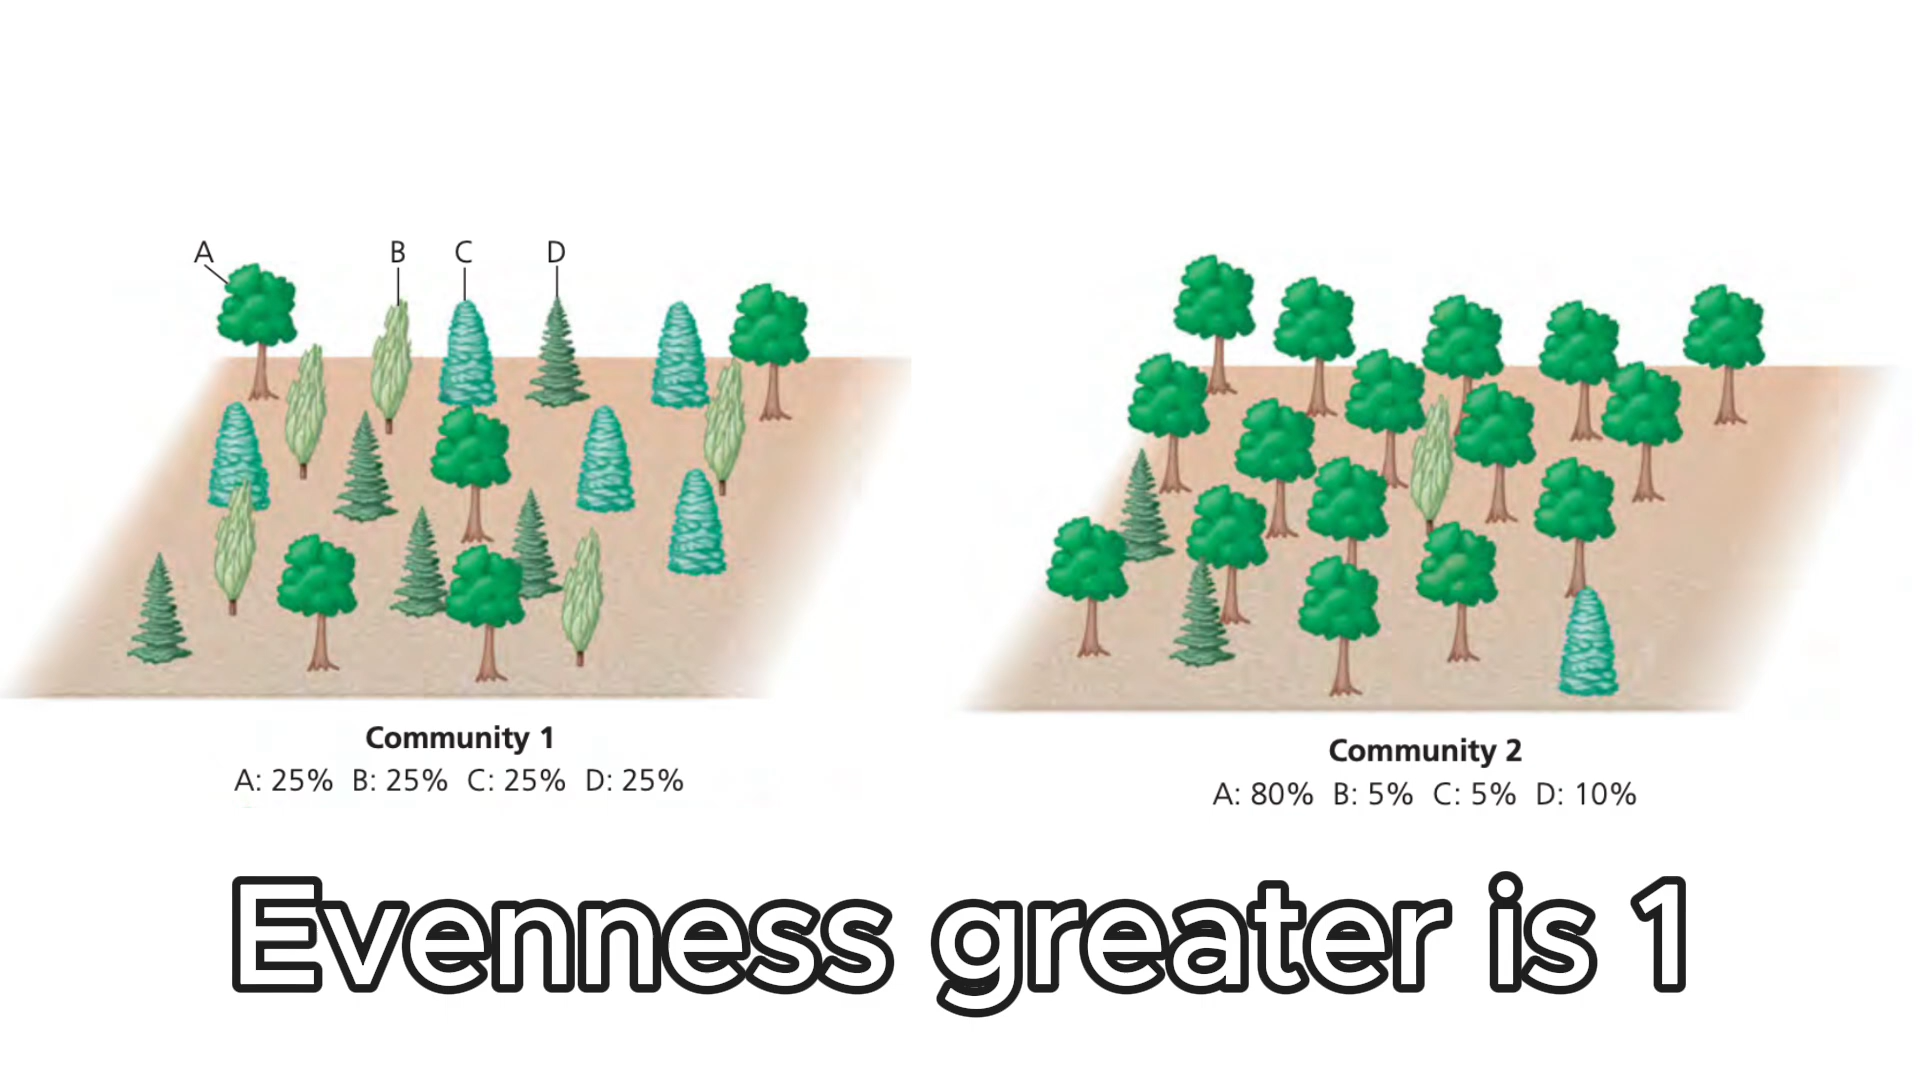 A B C D
Community 1
A: 25% B: 25% C: 25% D: 25%
Community 2
A: 80% B: 5% C: 5% D: 10%
Evenness greater is 1